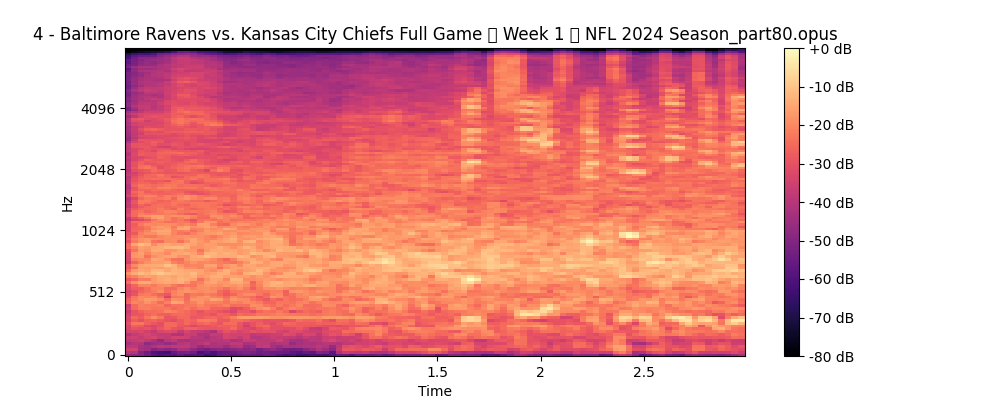 4 - Baltimore Ravens vs. Kansas City Chiefs Full Game ▯ Week 1 ▯ NFL 2024 Season_part80.opus
+0 dB
-10 dB
-20 dB
-30 dB
-40 dB
-50 dB
-60 dB
-70 dB
-80 dB
Hz
4096
2048
1024
512
0
0
0.5
1
1.5
2
2.5
Time